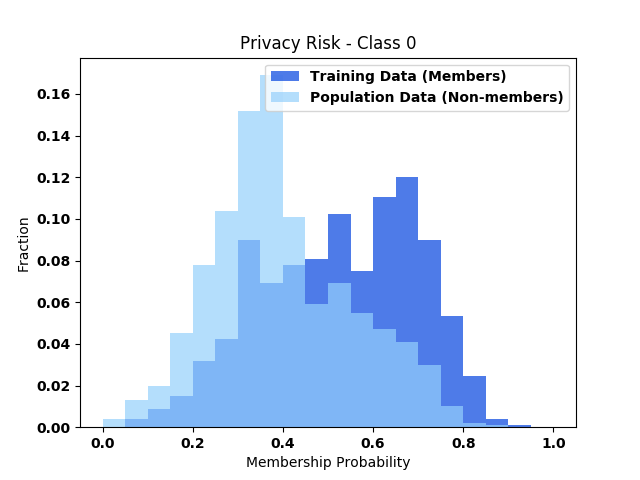 Privacy Risk - Class 0
Training Data (Members)
Population Data (Non-members)
0.16
0.14
0.12
0.10
0.08
0.06
0.04
0.02
0.00
Fraction
0.0 0.2 0.4 0.6 0.8 1.0
Membership Probability